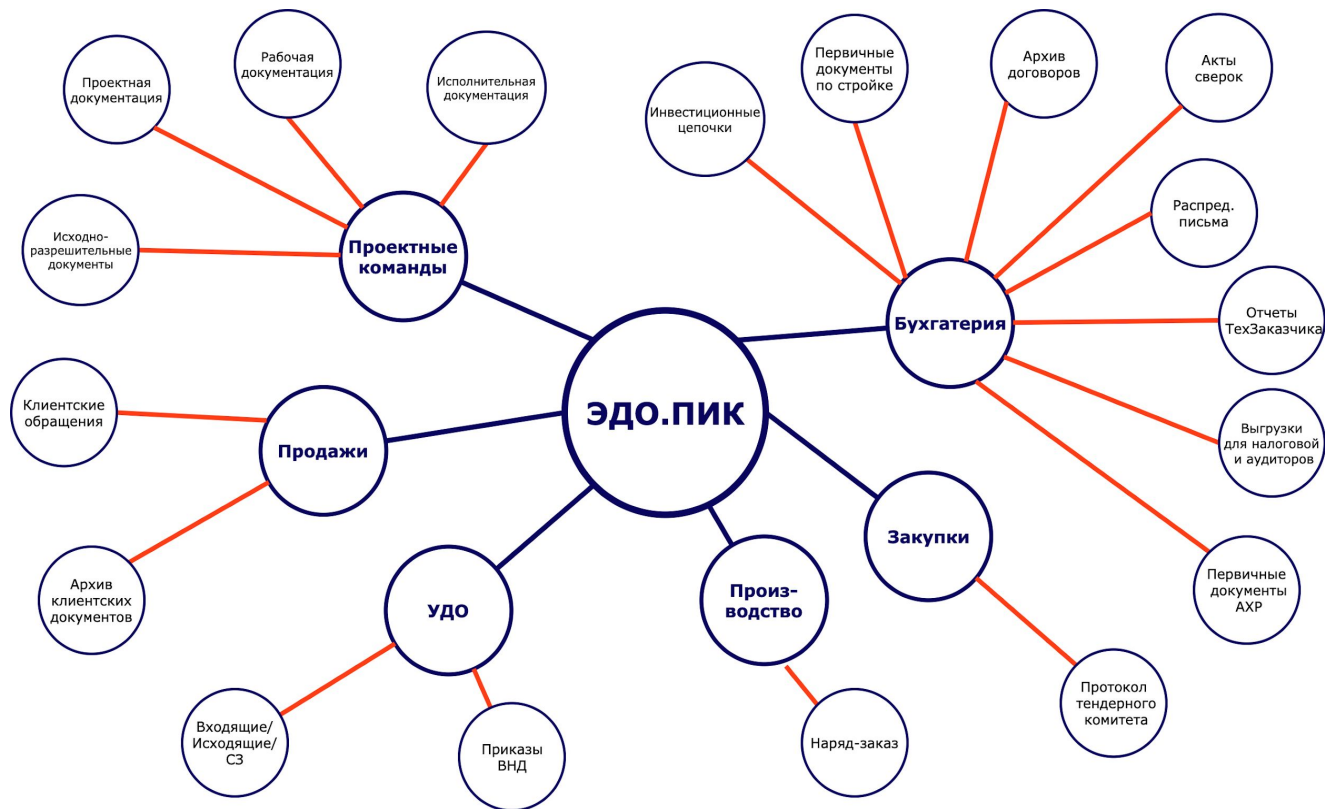 Проектная
документация
Рабочая
документация
Исполнительная
документация
Исходно-
разрешительные
документы
Проектные
команды
Инвестиционные
цепочки
Первичные
документы
по стройке
Архив
договоров
Акты
сверок
Распред.
письма
Бухгатерия
Отчеты
ТехЗаказчика
Выгрузки
для налоговой
и аудиторов
Первичные
документы
АХР
ЭДО.ПИК
Клиентские
обращения
Продажи
Архив
клиентских
документов
УДО
Входящие/
Исходящие/
СЗ
Приказы
ВНД
Произ-
водство
Наряд-заказ
Закупки
Протокол
тендерного
комитета